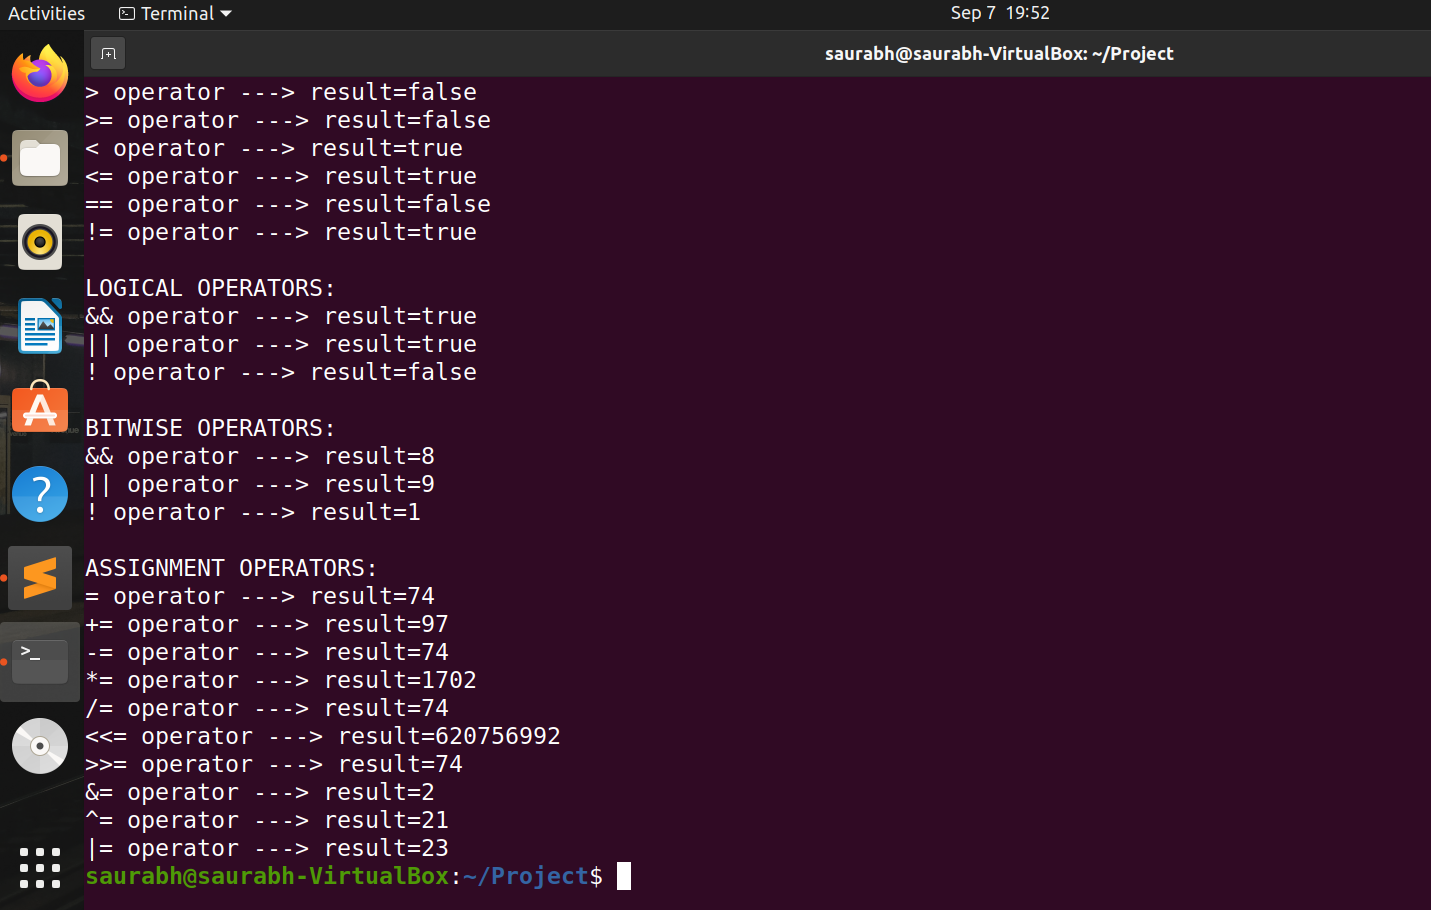 Activities
Terminal
Sep 7 19:52
saurabh@saurabh-VirtualBox: ~/Project
> operator ---> result=false
>= operator ---> result=false
< operator ---> result=true
<= operator ---> result=true
== operator ---> result=false
!= operator ---> result=true
LOGICAL OPERATORS:
&& operator ---> result=true
|| operator ---> result=true
! operator ---> result=false
BITWISE OPERATORS:
&& operator ---> result=8
|| operator ---> result=9
! operator ---> result=1
ASSIGNMENT OPERATORS:
= operator ---> result=74
+= operator ---> result=97
-= operator ---> result=74
*= operator ---> result=1702
/= operator ---> result=74
<<= operator ---> result=620756992
>>= operator ---> result=74
&= operator ---> result=2
^= operator ---> result=21
|= operator ---> result=23
saurabh@saurabh-VirtualBox:~/Project$